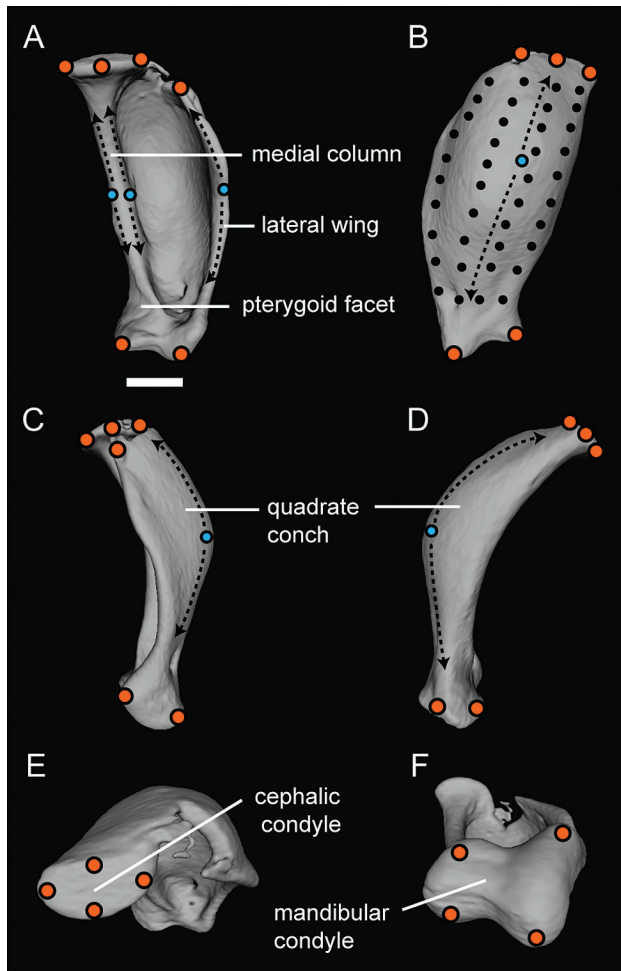 A
B
medial column
lateral wing
pterygoid facet
C
D
quadrate
conch
E
F
cephalic
condyle
mandibular
condyle